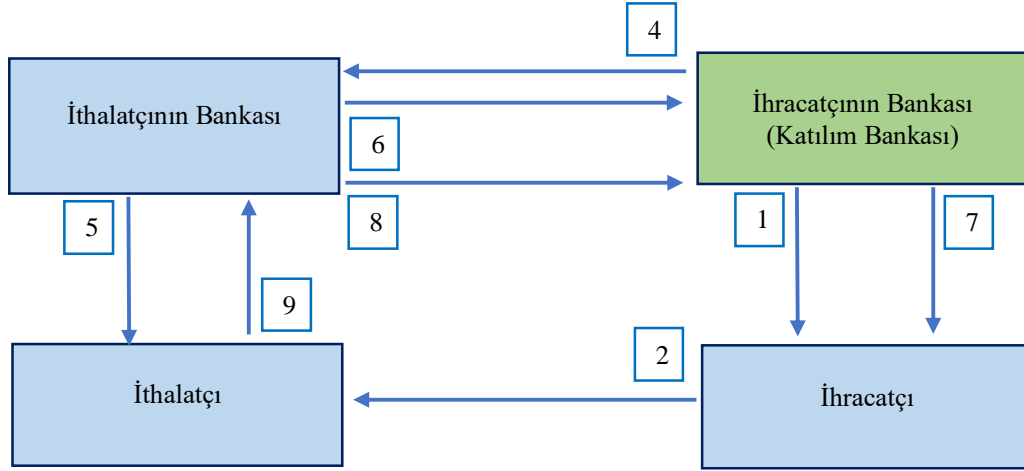 4
İthalatçının Bankası
İhracatçının Bankası
(Katılım Bankası)
6
5
8
1
7
9
2
İthalatçı
İhracatçı